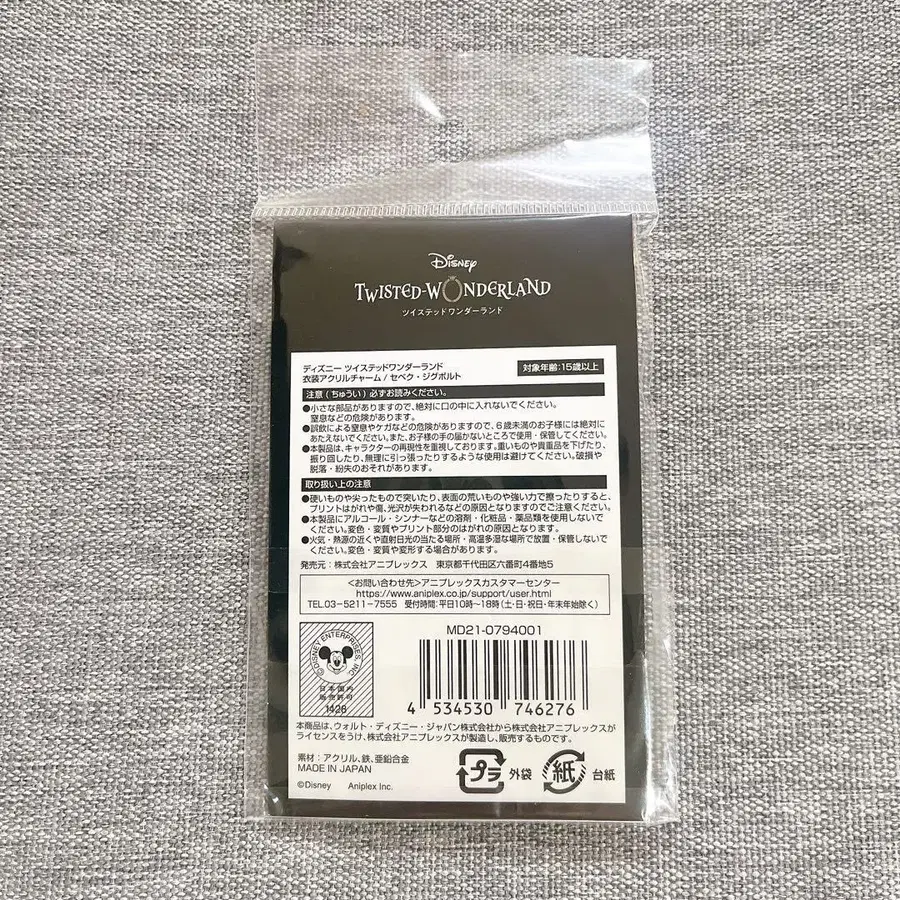 Disney
TWISTED-WONDERLAND
ツイステッドワンダーランド
ディズニー ツイステッドワンダーランド
衣装アクリルチャーム / セベク・ジグボルト
対象年齢:15歳以上
注意 (ちゅうい) 必ずお読みください。
●小さな部品がありますので、絶対に口の中に入れないでください。
窒息などの危険があります。
●誤飲による窒息やケガなどの危険がありますので、6歳未満のお子様には絶対に
あたえないでください。また、お子様の手の届かないところで使用・保管してください。
●本製品は、キャラクターの再現性を重視しております。重いものや貴重品を下げたり、
振り回したり、無理に引っ張ったりするような使用は避けてください。破損や
脱落・紛失のおそれがあります。
取り扱い上の注意
●硬いものや尖ったもので突いたり、表面の荒いものや強い力で擦ったりすると、
プリントはがれや傷、光沢が失われるなどの原因となりますのでご注意ください。
●本製品にアルコール・シンナーなどの溶剤・化粧品・薬品類を使用しないで
ください。変色・変質やプリント部分のはがれの原因となります。
●火気・熱源の近くや直射日光の当たる場所・高温多湿な場所で放置・保管しないで
ください。変色・変質や変形する場合があります。
発売元:株式会社アニプレックス 東京都千代田区六番町4番地5
<お問い合わせ先>アニプレックスカスタマーセンター
https://www.aniplex.co.jp/support/user.html
TEL.03-5211-7555 受付時間:平日10時〜18時(土・日・祝日・年末年始除く)
©DISNEY ENTERPRISES, INC.
日本国内
販売許可
1428
MD21-0794001
4 534530 746276
本商品は、ウォルト・ディズニー・ジャパン株式会社から株式会社アニプレックスが
ライセンスをうけ、株式会社アニプレックスが製造し、販売するものです。
素材:アクリル、鉄、亜鉛合金
MADE IN JAPAN
©Disney Aniplex Inc.
プラ 外袋
紙 台紙